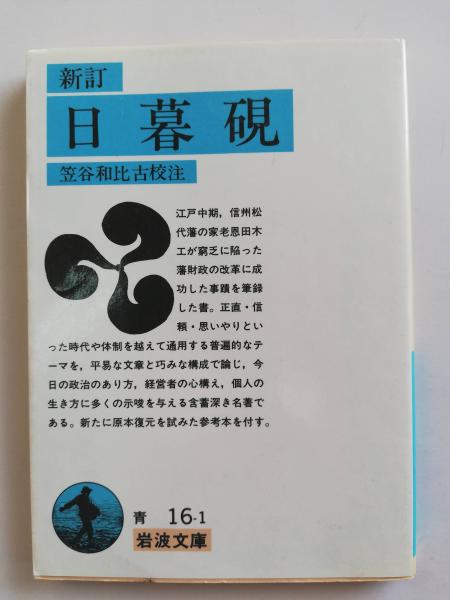 新訂
日暮硯
笠谷和比古校注
江戸中期，信州松
代藩の家老恩田木
工が窮乏に陥った
藩財政の改革に成
功した事蹟を筆録
した書。正直・信
頼・思いやりとい
った時代や体制を越えて通用する普遍的なテ
ーマを，平易な文章と巧みな構成で論じ，今
日の政治のあり方，経営者の心構え，個人の
生き方に多くの示唆を与える含蓄深き名著で
ある。新たに原本復元を試みた参考本を付す。
青 16-1
岩波文庫